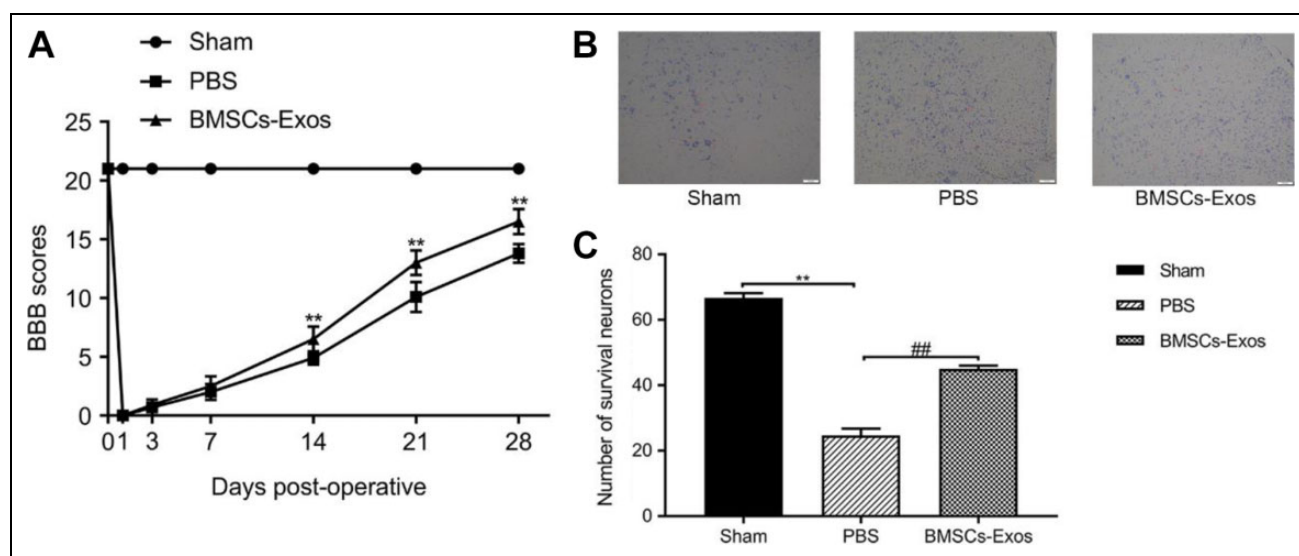 A
Sham
PBS
BMSCs-Exos
25
20
15
10
5
0
BBB scores
**
**
**
0 1 3 7 14 21 28
Days post-operative
B
Sham PBS BMSCs-Exos
C
80
60
40
20
0
Number of survival neurons
**
##
Sham PBS BMSCs-Exos
Sham
PBS
BMSCs-Exos